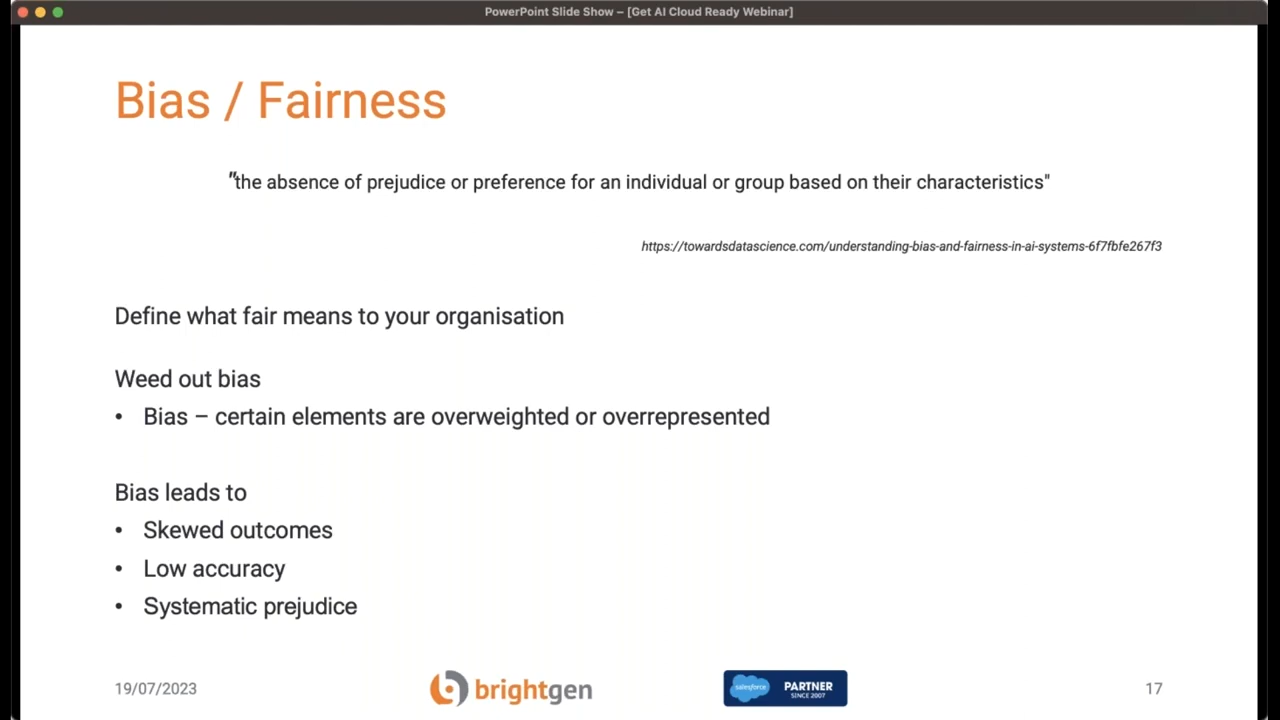 PowerPoint Slide Show – [Get AI Cloud Ready Webinar]
Bias / Fairness
"the absence of prejudice or preference for an individual or group based on their characteristics"
https://towardsdatascience.com/understanding-bias-and-fairness-in-ai-systems-6f7fbfe267f3
Define what fair means to your organisation
Weed out bias
• Bias – certain elements are overweighted or overrepresented
Bias leads to
• Skewed outcomes
• Low accuracy
• Systematic prejudice
19/07/2023
brightgen
salesforce
PARTNER
SINCE 2007
17